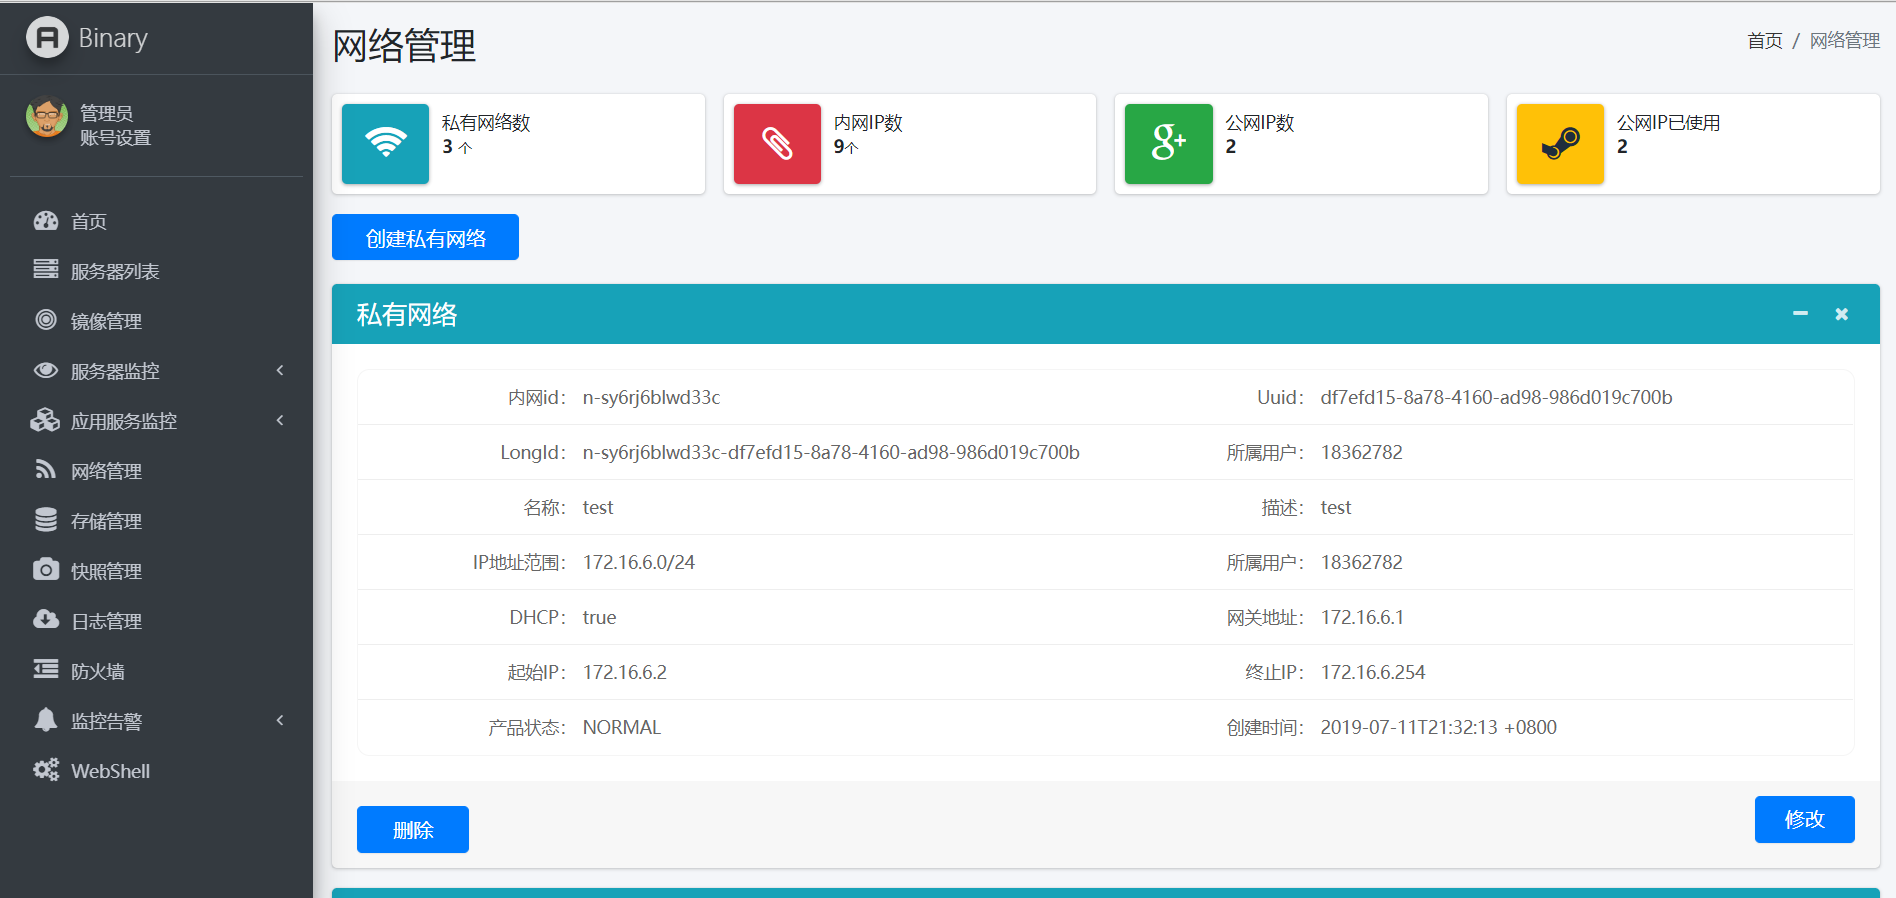 Binary
管理员
账号设置
首页
服务器列表
镜像管理
服务器监控
应用服务监控
网络管理
存储管理
快照管理
日志管理
防火墙
监控告警
WebShell
网络管理
首页 / 网络管理
私有网络数
3 个
内网IP数
9个
公网IP数
2
公网IP已使用
2
创建私有网络
私有网络
内网id： n-sy6rj6blwd33c Uuid： df7efd15-8a78-4160-ad98-986d019c700b
LongId： n-sy6rj6blwd33c-df7efd15-8a78-4160-ad98-986d019c700b 所属用户： 18362782
名称： test 描述： test
IP地址范围： 172.16.6.0/24 所属用户： 18362782
DHCP： true 网关地址： 172.16.6.1
起始IP： 172.16.6.2 终止IP： 172.16.6.254
产品状态： NORMAL 创建时间： 2019-07-11T21:32:13 +0800
删除
修改